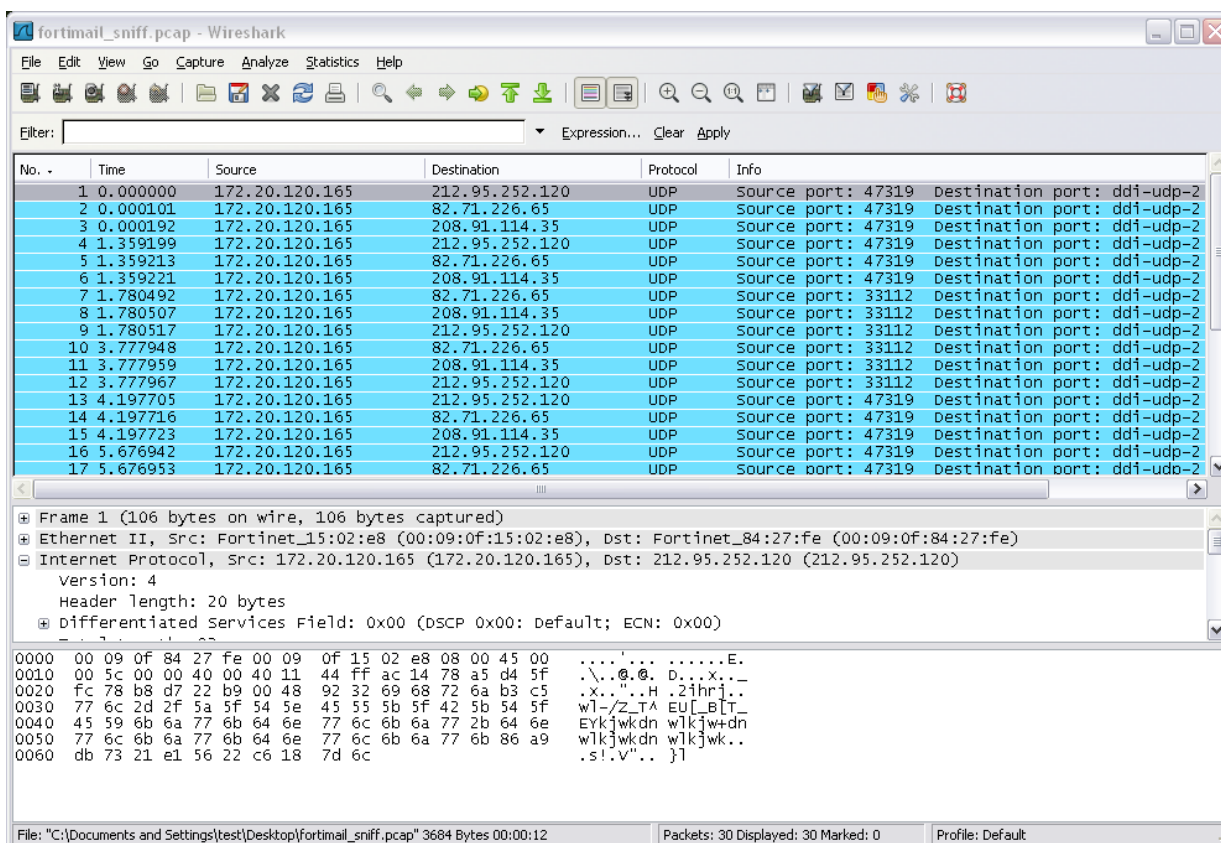 fortimail_sniff.pcap - Wireshark
File Edit View Go Capture Analyze Statistics Help
Filter: Expression... Clear Apply
No. Time Source Destination Protocol Info
1 0.000000 172.20.120.165 212.95.252.120 UDP Source port: 47319 Destination port: ddi-udp-2
2 0.000101 172.20.120.165 82.71.226.65 UDP Source port: 47319 Destination port: ddi-udp-2
3 0.000192 172.20.120.165 208.91.114.35 UDP Source port: 47319 Destination port: ddi-udp-2
4 1.359199 172.20.120.165 212.95.252.120 UDP Source port: 47319 Destination port: ddi-udp-2
5 1.359213 172.20.120.165 82.71.226.65 UDP Source port: 47319 Destination port: ddi-udp-2
6 1.359221 172.20.120.165 208.91.114.35 UDP Source port: 47319 Destination port: ddi-udp-2
7 1.780492 172.20.120.165 82.71.226.65 UDP Source port: 33112 Destination port: ddi-udp-2
8 1.780507 172.20.120.165 208.91.114.35 UDP Source port: 33112 Destination port: ddi-udp-2
9 1.780517 172.20.120.165 212.95.252.120 UDP Source port: 33112 Destination port: ddi-udp-2
10 3.777948 172.20.120.165 82.71.226.65 UDP Source port: 33112 Destination port: ddi-udp-2
11 3.777959 172.20.120.165 208.91.114.35 UDP Source port: 33112 Destination port: ddi-udp-2
12 3.777967 172.20.120.165 212.95.252.120 UDP Source port: 33112 Destination port: ddi-udp-2
13 4.197705 172.20.120.165 212.95.252.120 UDP Source port: 47319 Destination port: ddi-udp-2
14 4.197716 172.20.120.165 82.71.226.65 UDP Source port: 47319 Destination port: ddi-udp-2
15 4.197723 172.20.120.165 208.91.114.35 UDP Source port: 47319 Destination port: ddi-udp-2
16 5.676942 172.20.120.165 212.95.252.120 UDP Source port: 47319 Destination port: ddi-udp-2
17 5.676953 172.20.120.165 82.71.226.65 UDP Source port: 47319 Destination port: ddi-udp-2
Frame 1 (106 bytes on wire, 106 bytes captured)
Ethernet II, Src: Fortinet_15:02:e8 (00:09:0f:15:02:e8), Dst: Fortinet_84:27:fe (00:09:0f:84:27:fe)
Internet Protocol, Src: 172.20.120.165 (172.20.120.165), Dst: 212.95.252.120 (212.95.252.120)
Version: 4
Header length: 20 bytes
Differentiated Services Field: 0x00 (DSCP 0x00: Default; ECN: 0x00)
0000 00 09 0f 84 27 fe 00 09 0f 15 02 e8 08 00 45 00 ....'... ......E.
0010 00 5c 00 00 40 00 40 11 44 ff ac 14 78 a5 d4 5f .\..@.@. D...x.._
0020 fc 78 b8 d7 22 b9 00 48 92 32 69 68 72 6a b3 c5 .x.."..H .2ihrj..
0030 77 6c 2d 2f 5a 5f 54 5e 45 55 5b 5f 42 5b 54 5f wl-/Z_T^ EU[_B[T_
0040 45 59 6b 6a 77 6b 64 6e 77 6c 6b 6a 77 2b 64 6e EYkjwkdn wlkjw+dn
0050 77 6c 6b 6a 77 6b 64 6e 77 6c 6b 6a 77 6b 86 a9 wlkjwkdn wlkjwk..
0060 db 73 21 e1 56 22 c6 18 7d 6c .s!.V".. }l
File: "C:\Documents and Settings\test\Desktop\fortimail_sniff.pcap" 3684 Bytes 00:00:12 Packets: 30 Displayed: 30 Marked: 0 Profile: Default